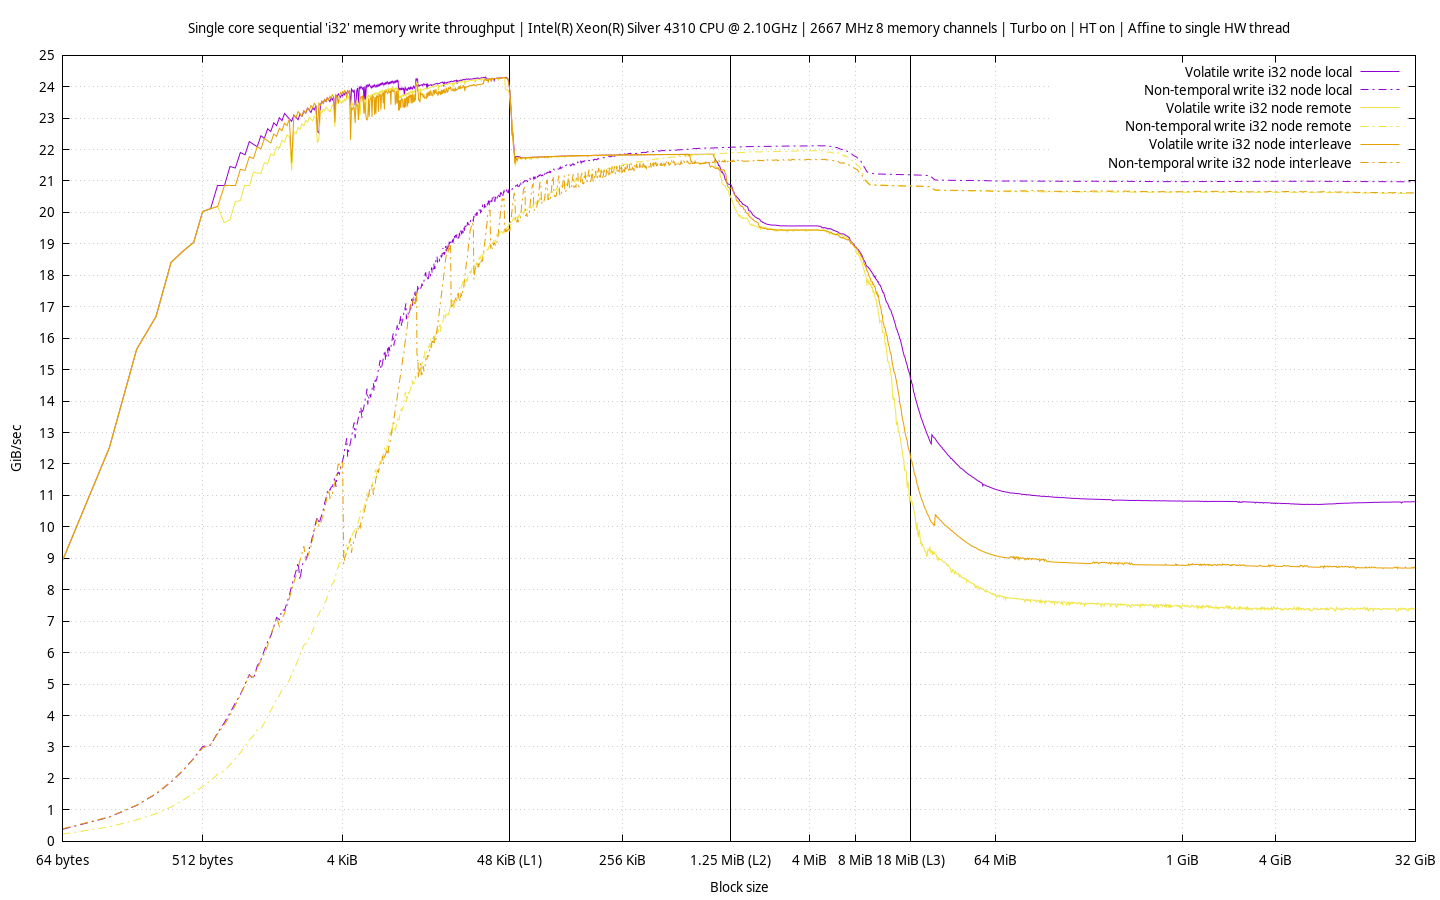 Single core sequential 'i32' memory write throughput | Intel(R) Xeon(R) Silver 4310 CPU @ 2.10GHz | 2667 MHz 8 memory channels | Turbo on | HT on | Affine to single HW thread
25
24
23
22
21
20
19
18
17
16
15
14
13
12
11
10
9
8
7
6
5
4
3
2
1
0
GiB/sec
Volatile write i32 node local
Non-temporal write i32 node local
Volatile write i32 node remote
Non-temporal write i32 node remote
Volatile write i32 node interleave
Non-temporal write i32 node interleave
64 bytes 512 bytes 4 KiB 48 KiB (L1) 256 KiB 1.25 MiB (L2) 4 MiB 8 MiB 18 MiB (L3) 64 MiB 1 GiB 4 GiB 32 GiB
Block size